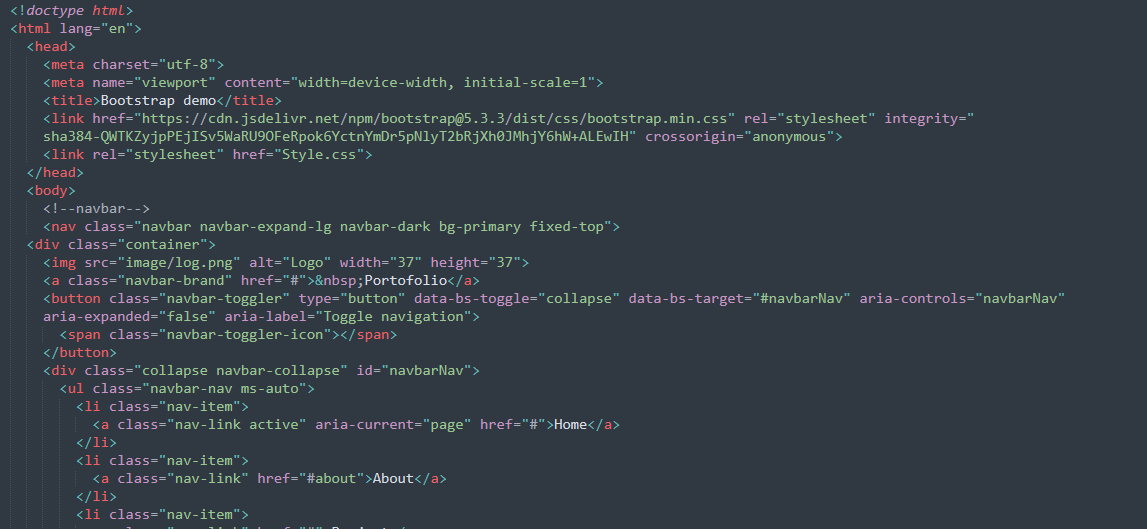 <!doctype html>
<html lang="en">
<head>
<meta charset="utf-8">
<meta name="viewport" content="width=device-width, initial-scale=1">
<title>Bootstrap demo</title>
<link href="https://cdn.jsdelivr.net/npm/bootstrap@5.3.3/dist/css/bootstrap.min.css" rel="stylesheet" integrity="
sha384-QWTKZyjpPEjISv5WaRU9OFeRpok6YctnYmDr5pNlyT2bRjXh0JMhjY6hW+ALEwIH" crossorigin="anonymous">
<link rel="stylesheet" href="Style.css">
</head>
<body>
<!--navbar-->
<nav class="navbar navbar-expand-lg navbar-dark bg-primary fixed-top">
<div class="container">
<img src="image/log.png" alt="Logo" width="37" height="37">
<a class="navbar-brand" href="#">&nbsp;Portofolio</a>
<button class="navbar-toggler" type="button" data-bs-toggle="collapse" data-bs-target="#navbarNav" aria-controls="navbarNav"
aria-expanded="false" aria-label="Toggle navigation">
<span class="navbar-toggler-icon"></span>
</button>
<div class="collapse navbar-collapse" id="navbarNav">
<ul class="navbar-nav ms-auto">
<li class="nav-item">
<a class="nav-link active" aria-current="page" href="#">Home</a>
</li>
<li class="nav-item">
<a class="nav-link" href="#about">About</a>
</li>
<li class="nav-item">